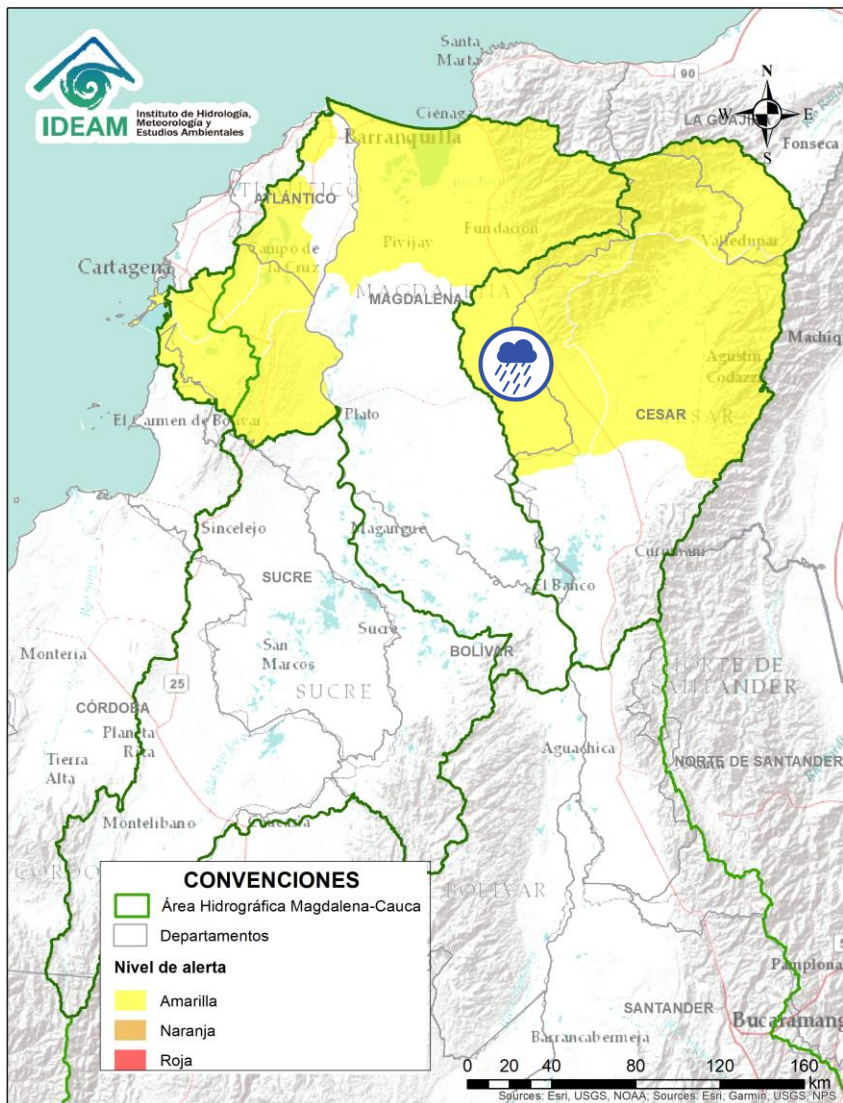 IDEAM
Instituto de Hidrología,
Meteorología y
Estudios Ambientales
Santa
Marta
90
N
W
E
S
LA GUAJIRA
Fonseca
Ciénaga
Barranquilla
ATLÁNTICO
ATLÁNTICO
Campo de
la Cruz
Pivijay
Fundación
Valledupar
Cartagena
MAGDALENA
MAGDALENA
Machiq
Agustín
Codazzi
CESAR
Plato
El Carmen de Bolívar
Sincelejo
Magangue
SUCRE
El Banco
Sucre
San
Marcos
BOLÍVAR
SUCRE
Montería
25
CÓRDOBA
Planeta
Rica
Tierra
Alta
NORTE DE
SANTANDER
Aguachica
NORTE DE SANTANDER
Montelíbano
BOLÍVAR
CONVENCIONES
Área Hidrográfica Magdalena-Cauca
Departamentos
Nivel de alerta
Amarilla
Naranja
Roja
Pamplona
SANTANDER
Bucaramang
Barrancabermeja
0 20 40 80 120 160
km
Sources: Esri, USGS, NOAA; Sources: Esri, Garmin, USGS, NPS